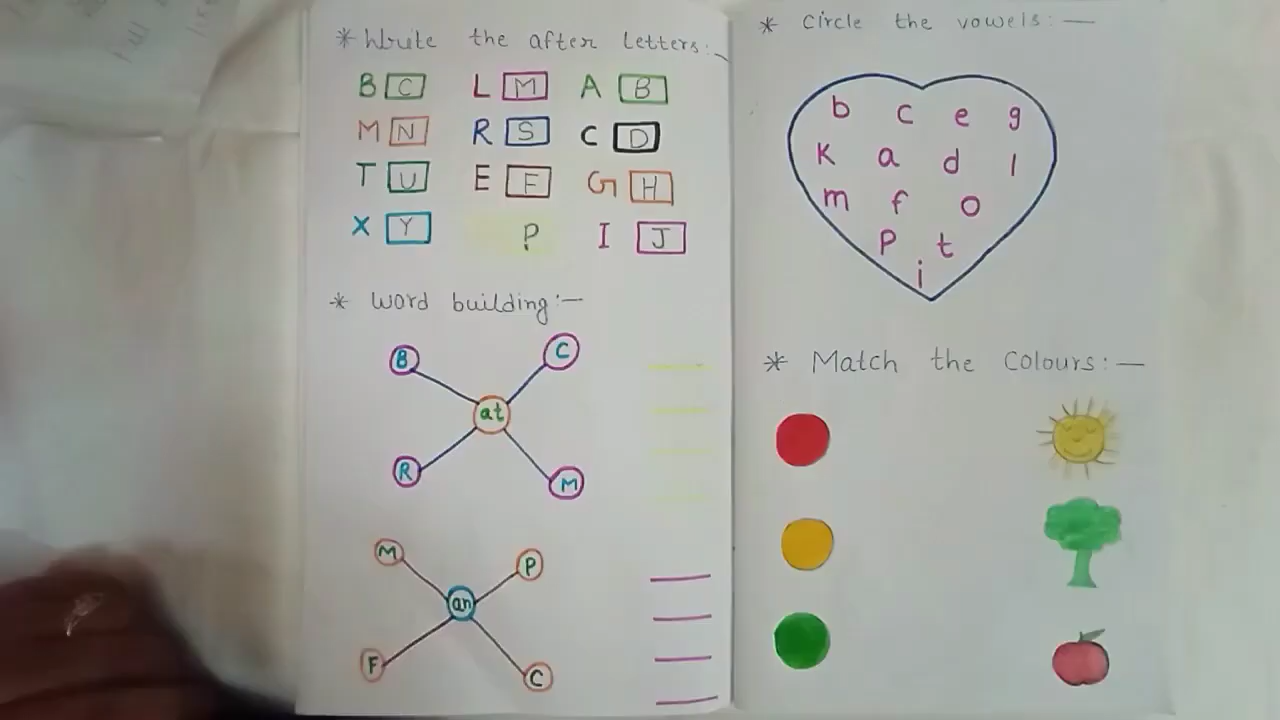 * Write the after letters:-
B C L M A B
M N R S C D
T U E F G H
X Y P I J
* Word building:-
B C
at
R M
M P
an
F C
* Circle the vowels:-
b c e g
k a d l
m f o
p t
i
* Match the Colours:-